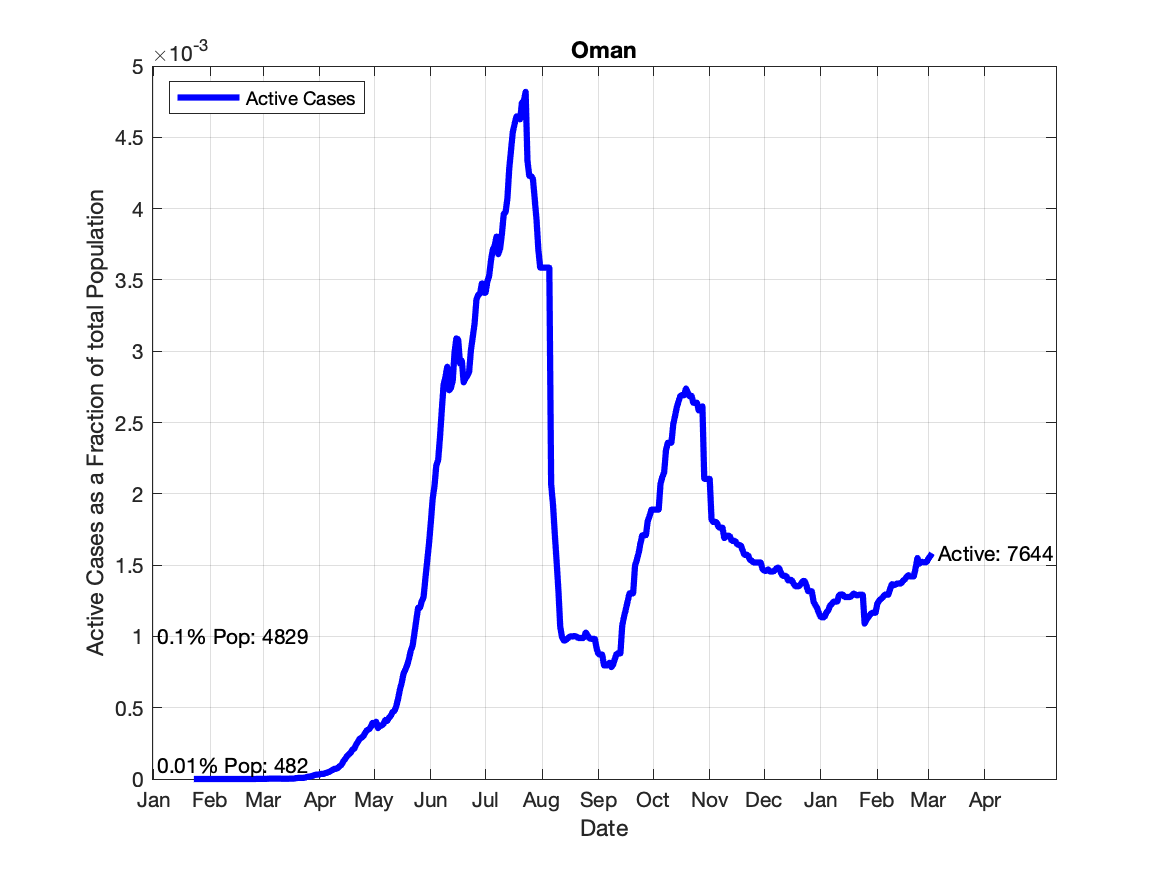 Oman
×10-3
5
4.5
4
3.5
3
2.5
2
1.5
1
0.5
0
Active Cases as a Fraction of total Population
Active Cases
Active: 7644
0.1% Pop: 4829
0.01% Pop: 482
Jan Feb Mar Apr May Jun Jul Aug Sep Oct Nov Dec Jan Feb Mar Apr
Date